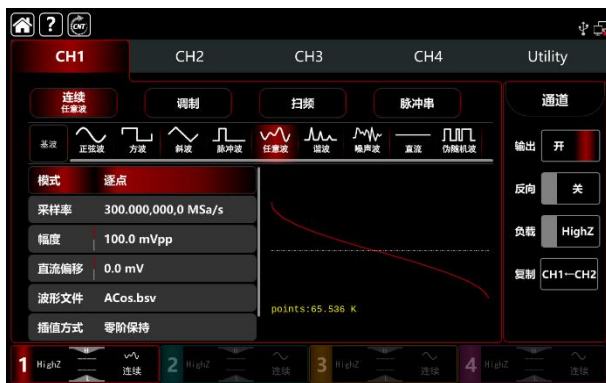 ? CNT
CH1 CH2 CH3 CH4 Utility
连续
任意波
调制 扫频 脉冲串 通道
基波 正弦波 方波 斜波 脉冲波 任意波 谐波 噪声波 直流 伪随机波
输出 开
模式 逐点
采样率 300.000,000,0 MSa/s
反向 关
幅度 100.0 mVpp
负载 HighZ
直流偏移 0.0 mV
复制 CH1←CH2
波形文件 ACos.bsv
points:65.536 K
插值方式 零阶保持
1 HighZ 连续 2 HighZ 连续 3 HighZ 连续 4 HighZ 连续